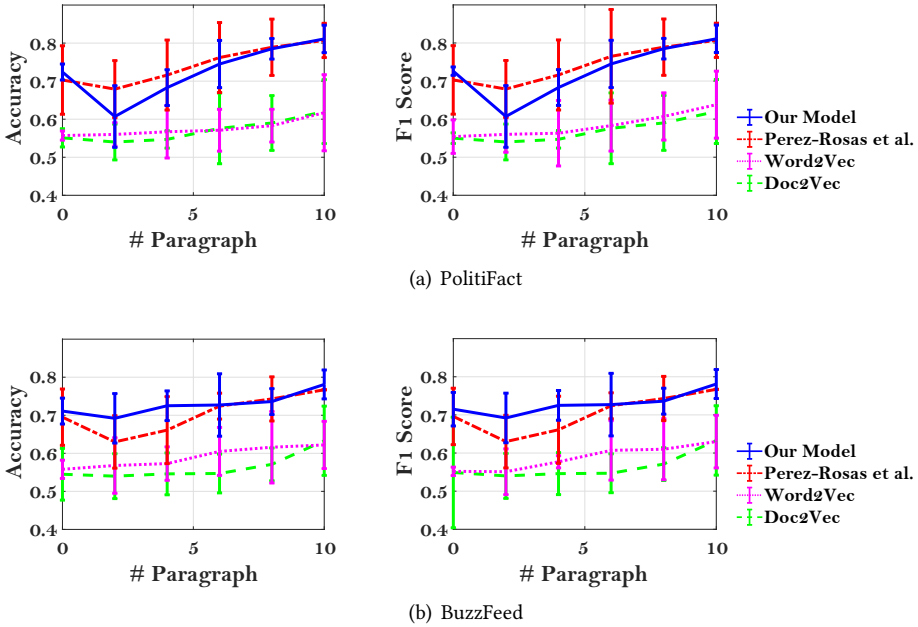 Accuracy
0.8
0.7
0.6
0.5
0.4
0 5 10
# Paragraph
F1 Score
0.8
0.7
0.6
0.5
0.4
0 5 10
# Paragraph
Our Model
Perez-Rosas et al.
Word2Vec
Doc2Vec
(a) PolitiFact
Accuracy
0.8
0.7
0.6
0.5
0.4
0 5 10
# Paragraph
F1 Score
0.8
0.7
0.6
0.5
0.4
0 5 10
# Paragraph
Our Model
Perez-Rosas et al.
Word2Vec
Doc2Vec
(b) BuzzFeed